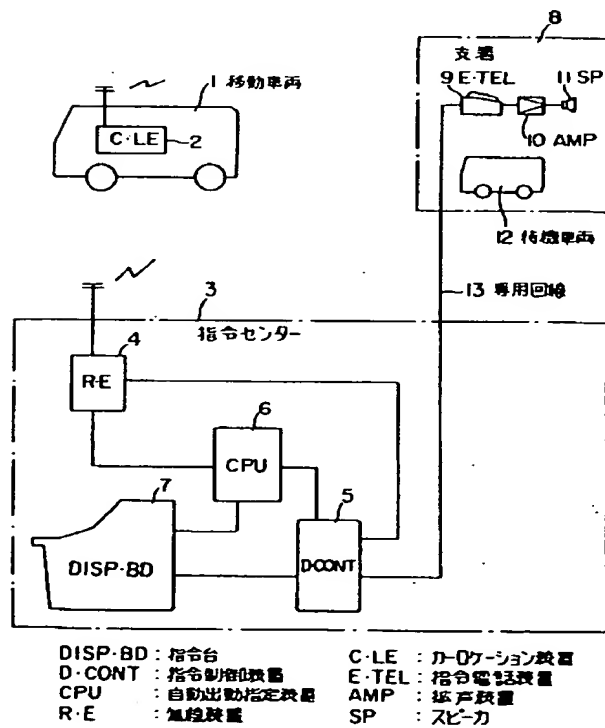 8
支署
9 E·TEL
11 SP
10 AMP
12 待機車両
1 移動車両
C·LE
2
13 専用回線
3
指令センター
4
R·E
6
CPU
7
DISP·BD
5
D·CONT
DISP·BD : 指令台
D·CONT : 指令制御装置
CPU : 自動出動指定装置
R·E : 無線装置
C·LE : カーロケーション装置
E·TEL : 指令電話装置
AMP : 拡声装置
SP : スピーカ